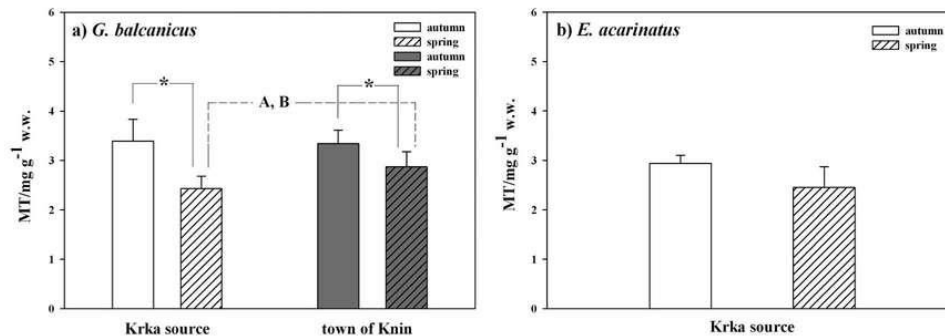 a) G. balcanicus
autumn
spring
autumn
spring
MT/mg g-1 w.w.
6
5
4
3
2
1
0
*
A, B
*
Krka source
town of Knin
b) E. acarinatus
autumn
spring
MT/mg g-1 w.w.
6
5
4
3
2
1
0
Krka source